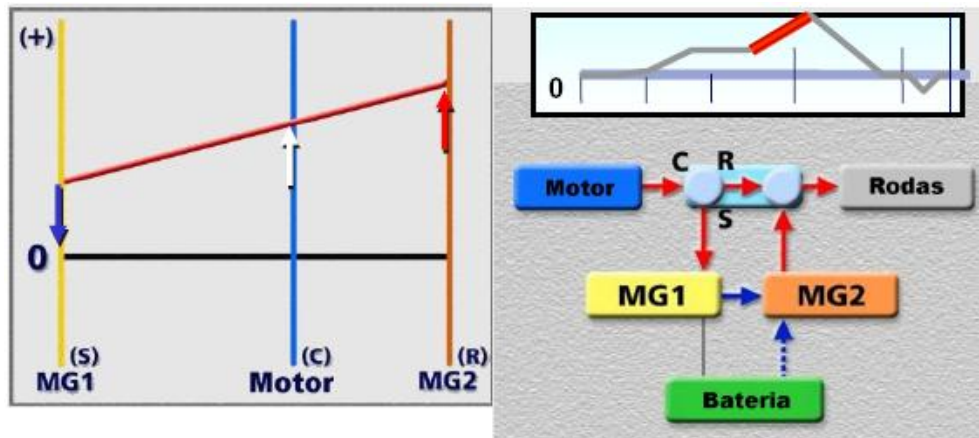 (+)
0
(S)
MG1
(C)
Motor
(R)
MG2
0
C R
Motor
Rodas
S
MG1
MG2
Bateria